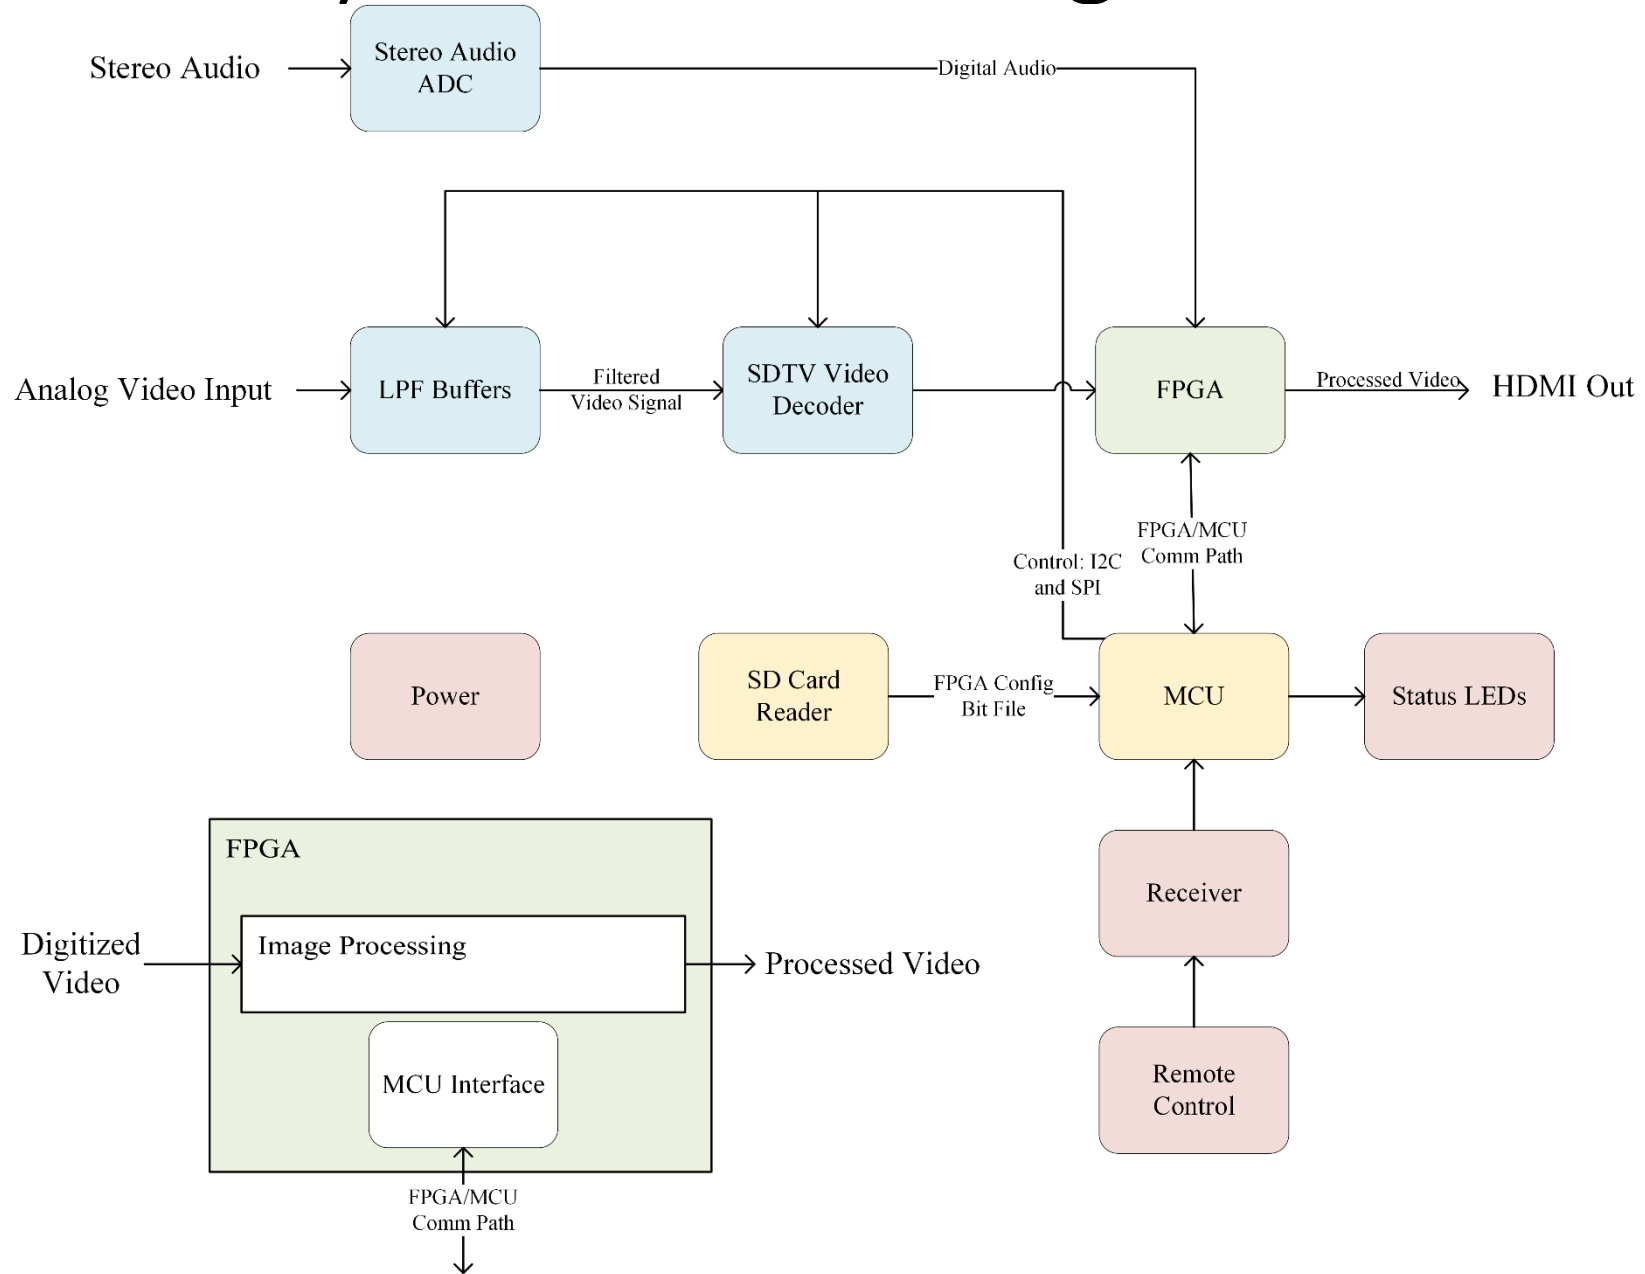 Stereo Audio
Stereo Audio
ADC
Digital Audio
Analog Video Input
LPF Buffers
Filtered
Video Signal
SDTV Video
Decoder
FPGA
Processed Video
HDMI Out
Control: I2C
and SPI
FPGA/MCU
Comm Path
Power
SD Card
Reader
FPGA Config
Bit File
MCU
Status LEDs
Receiver
Remote
Control
FPGA
Digitized
Video
Image Processing
Processed Video
MCU Interface
FPGA/MCU
Comm Path